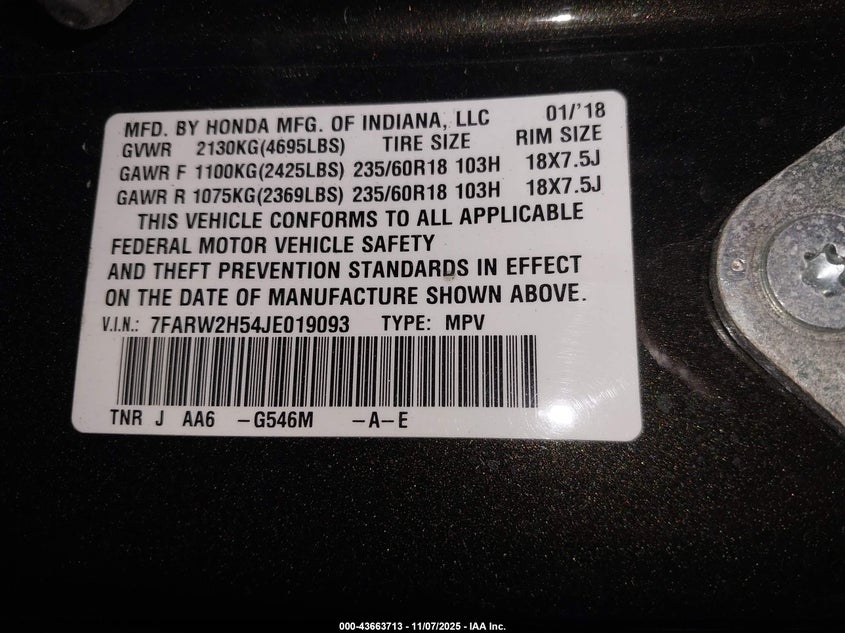 MFD. BY HONDA MFG. OF INDIANA, LLC 01/'18
GVWR 2130KG(4695LBS) TIRE SIZE RIM SIZE
GAWR F 1100KG(2425LBS) 235/60R18 103H 18X7.5J
GAWR R 1075KG(2369LBS) 235/60R18 103H 18X7.5J
THIS VEHICLE CONFORMS TO ALL APPLICABLE
FEDERAL MOTOR VEHICLE SAFETY
AND THEFT PREVENTION STANDARDS IN EFFECT
ON THE DATE OF MANUFACTURE SHOWN ABOVE.
V.I.N.: 7FARW2H54JE019093 TYPE: MPV
TNR J AA6 -G546M -A-E
000-43663713 - 11/07/2025 - IAA Inc.